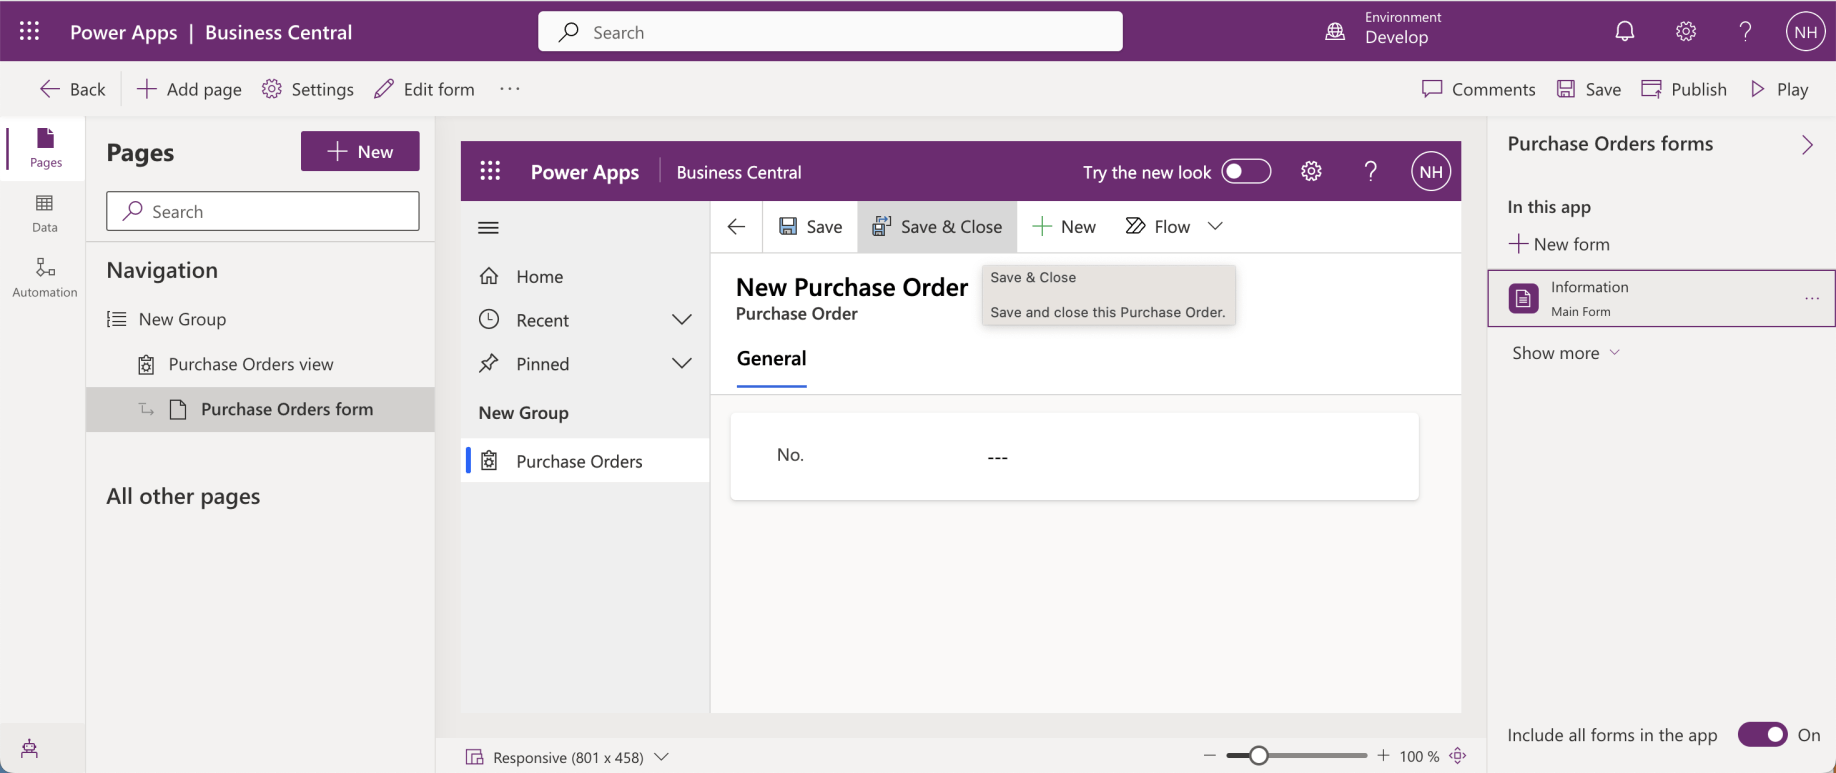 Power Apps | Business Central
Search
Environment
Develop
NH
Back
Add page
Settings
Edit form
Comments
Save
Publish
Play
Pages
Data
Automation
Pages
New
Search
Navigation
New Group
Purchase Orders view
Purchase Orders form
All other pages
Power Apps
Business Central
Try the new look
NH
Home
Recent
Pinned
New Group
Purchase Orders
Save
Save & Close
New
Flow
New Purchase Order
Purchase Order
Save & Close
Save and close this Purchase Order.
General
No.
---
Responsive (801 x 458)
100 %
Purchase Orders forms
In this app
New form
Information
Main Form
Show more
Include all forms in the app
On